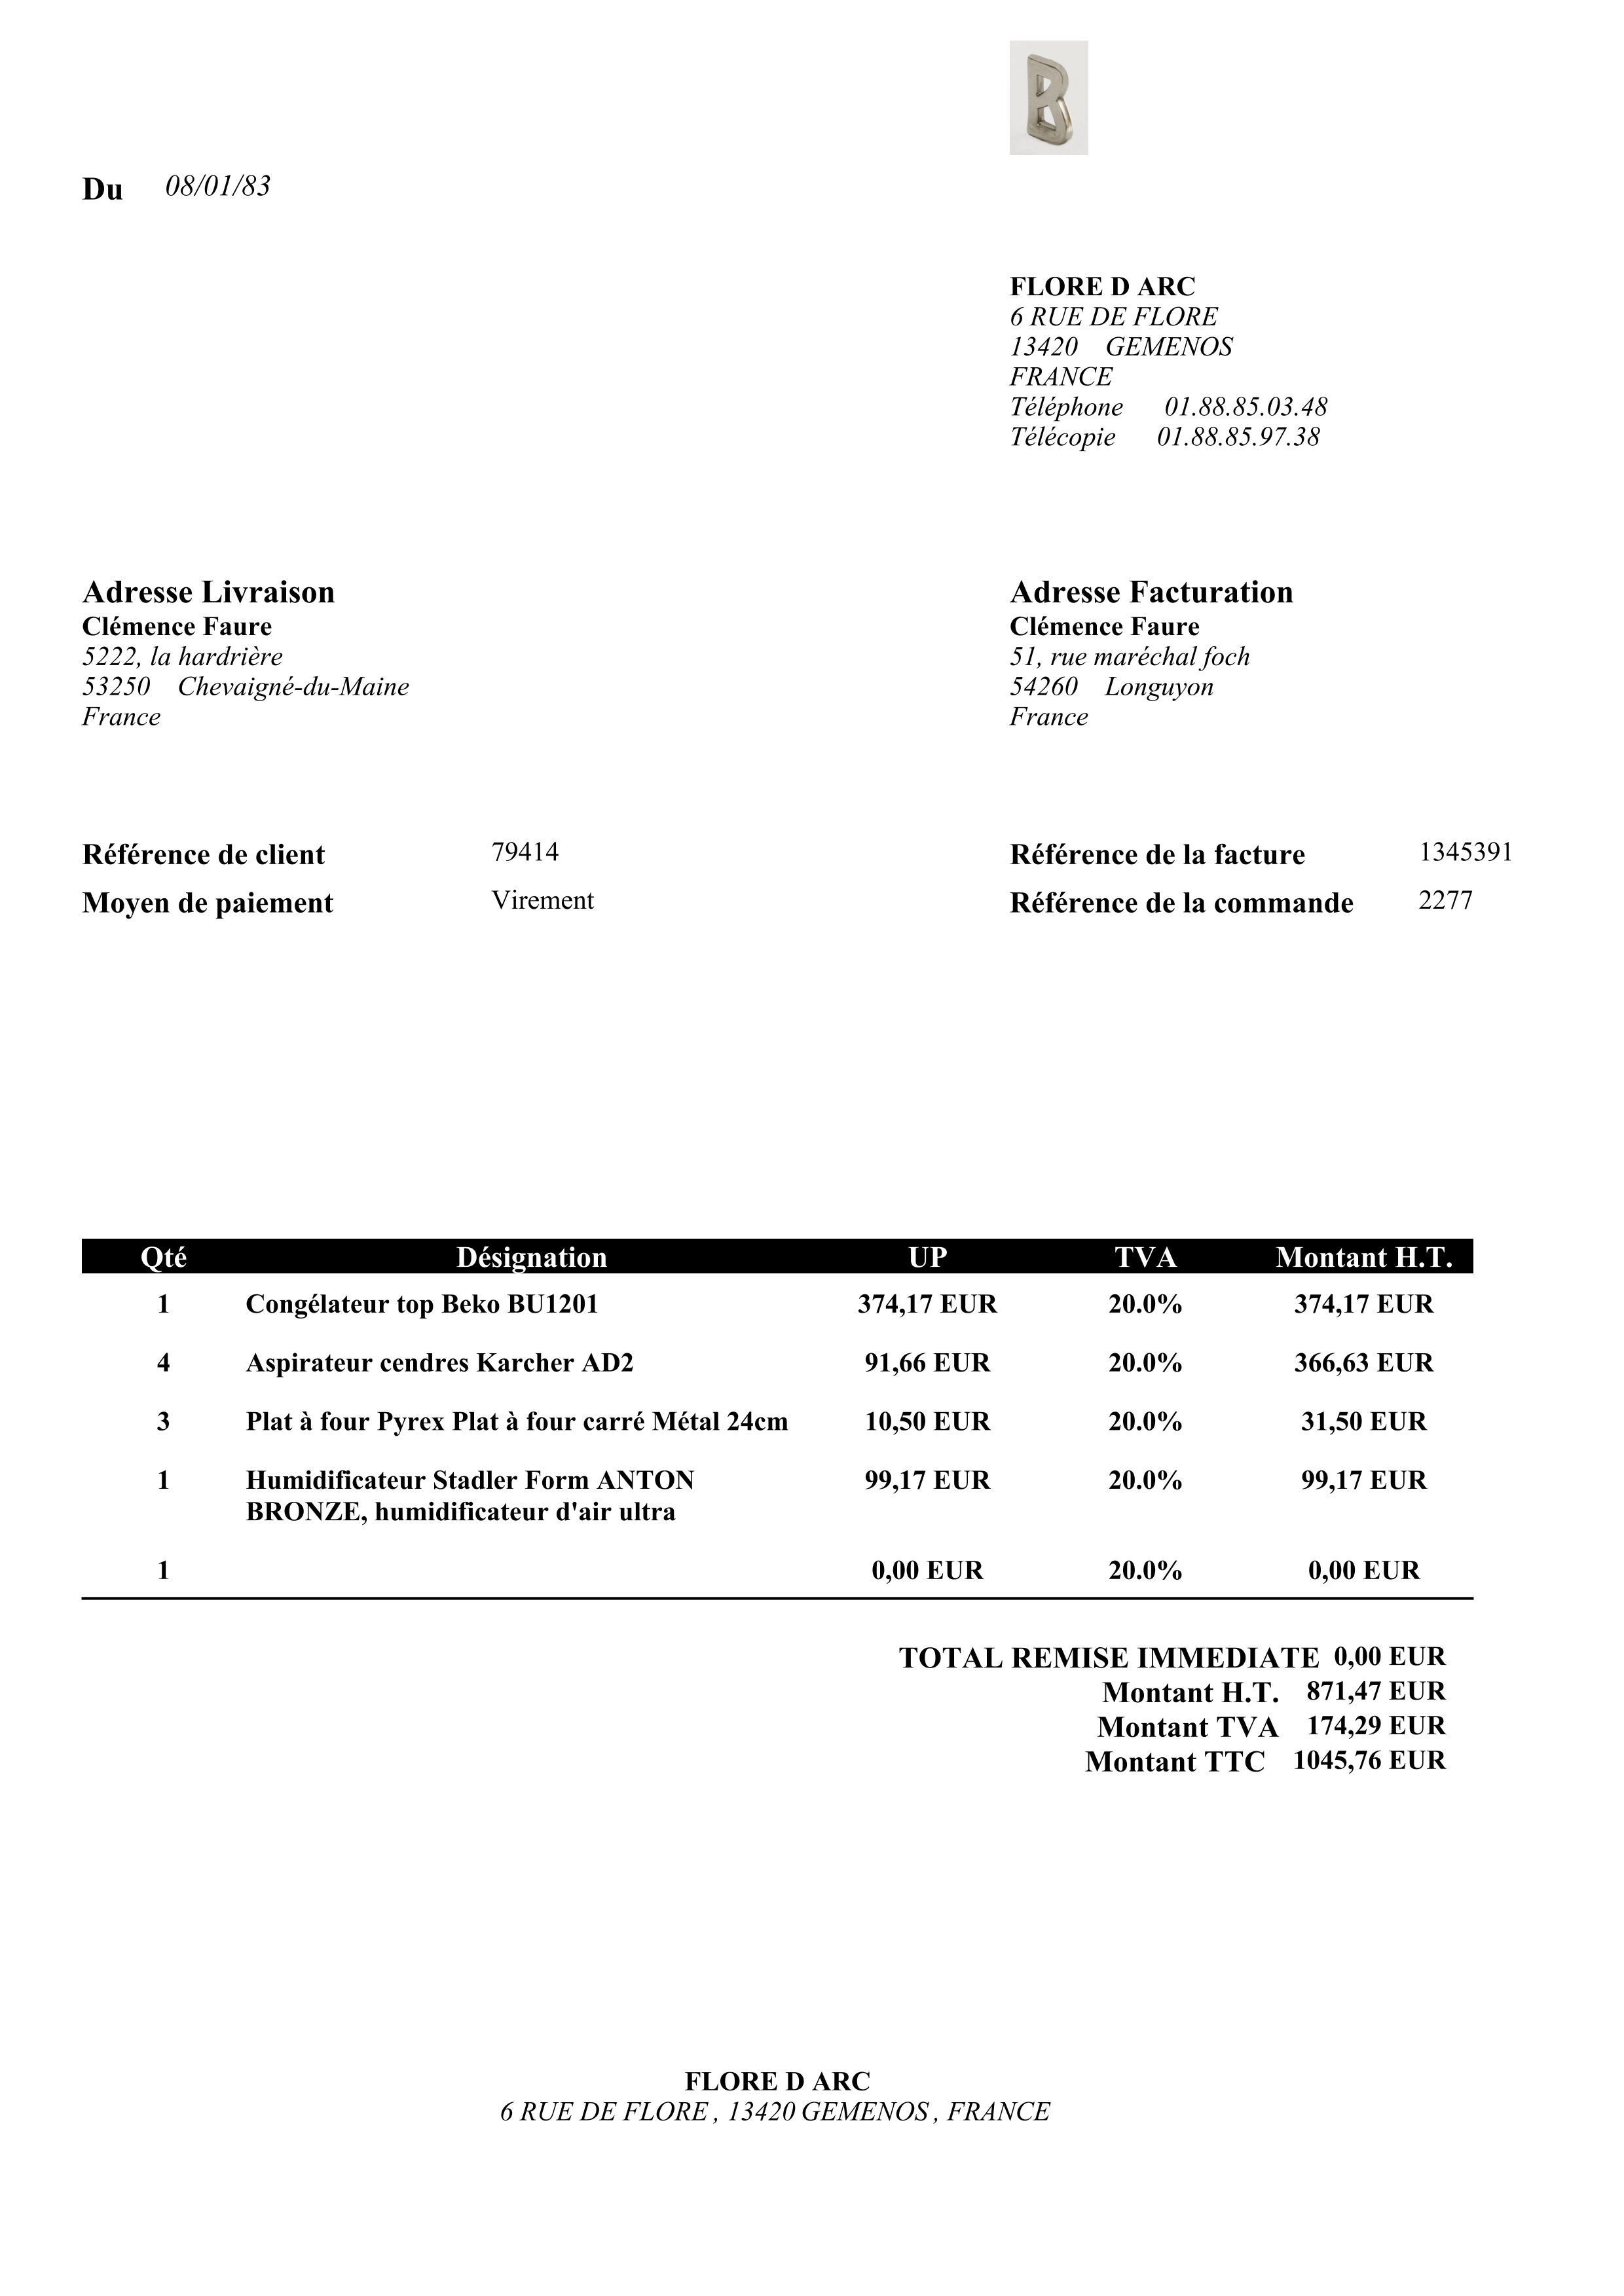 B
Du 08/01/83
FLORE D ARC
6 RUE DE FLORE
13420 GEMENOS
FRANCE
Téléphone 01.88.85.03.48
Télécopie 01.88.85.97.38
Adresse Livraison
Clémence Faure
5222, la hardrière
53250 Chevaigné-du-Maine
France
Adresse Facturation
Clémence Faure
51, rue maréchal foch
54260 Longuyon
France
Référence de client 79414
Moyen de paiement Virement
Référence de la facture 1345391
Référence de la commande 2277
Qté Désignation UP TVA Montant H.T.
1 Congélateur top Beko BU1201 374,17 EUR 20.0% 374,17 EUR
4 Aspirateur cendres Karcher AD2 91,66 EUR 20.0% 366,63 EUR
3 Plat à four Pyrex Plat à four carré Métal 24cm 10,50 EUR 20.0% 31,50 EUR
1 Humidificateur Stadler Form ANTON 99,17 EUR 20.0% 99,17 EUR
BRONZE, humidificateur d'air ultra
1 0,00 EUR 20.0% 0,00 EUR
TOTAL REMISE IMMEDIATE 0,00 EUR
Montant H.T. 871,47 EUR
Montant TVA 174,29 EUR
Montant TTC 1045,76 EUR
FLORE D ARC
6 RUE DE FLORE , 13420 GEMENOS , FRANCE